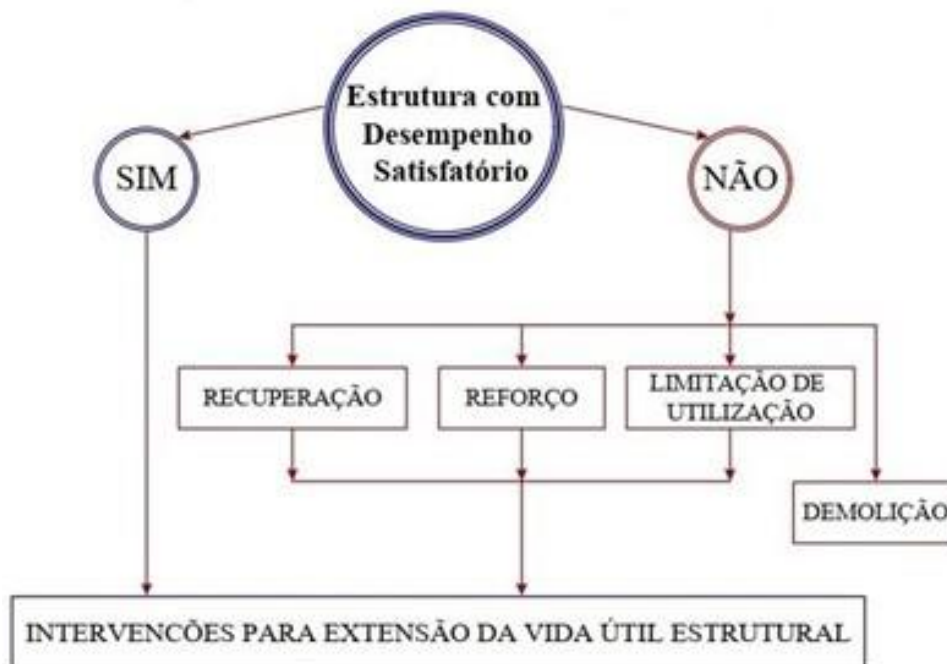 Estrutura com
Desempenho
Satisfatório
SIM
NÃO
RECUPERAÇÃO
REFORÇO
LIMITAÇÃO DE
UTILIZAÇÃO
DEMOLIÇÃO
INTERVENCÕES PARA EXTENSÃO DA VIDA ÚTIL ESTRUTURAL